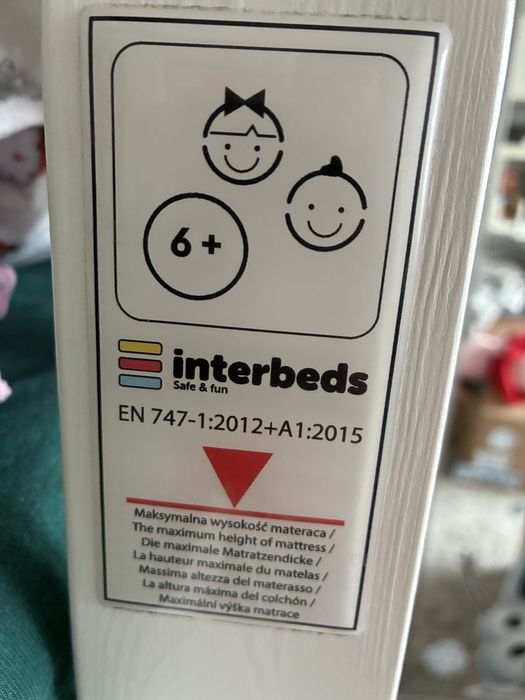 6+
interbeds
Safe & fun
EN 747-1:2012+A1:2015
Maksymalna wysokość materaca /
The maximum height of mattress /
Die maximale Matratzendicke /
La hauteur maximale du matelas /
Massima altezza del materasso /
La altura máxima del colchón /
Maximální výška matrace